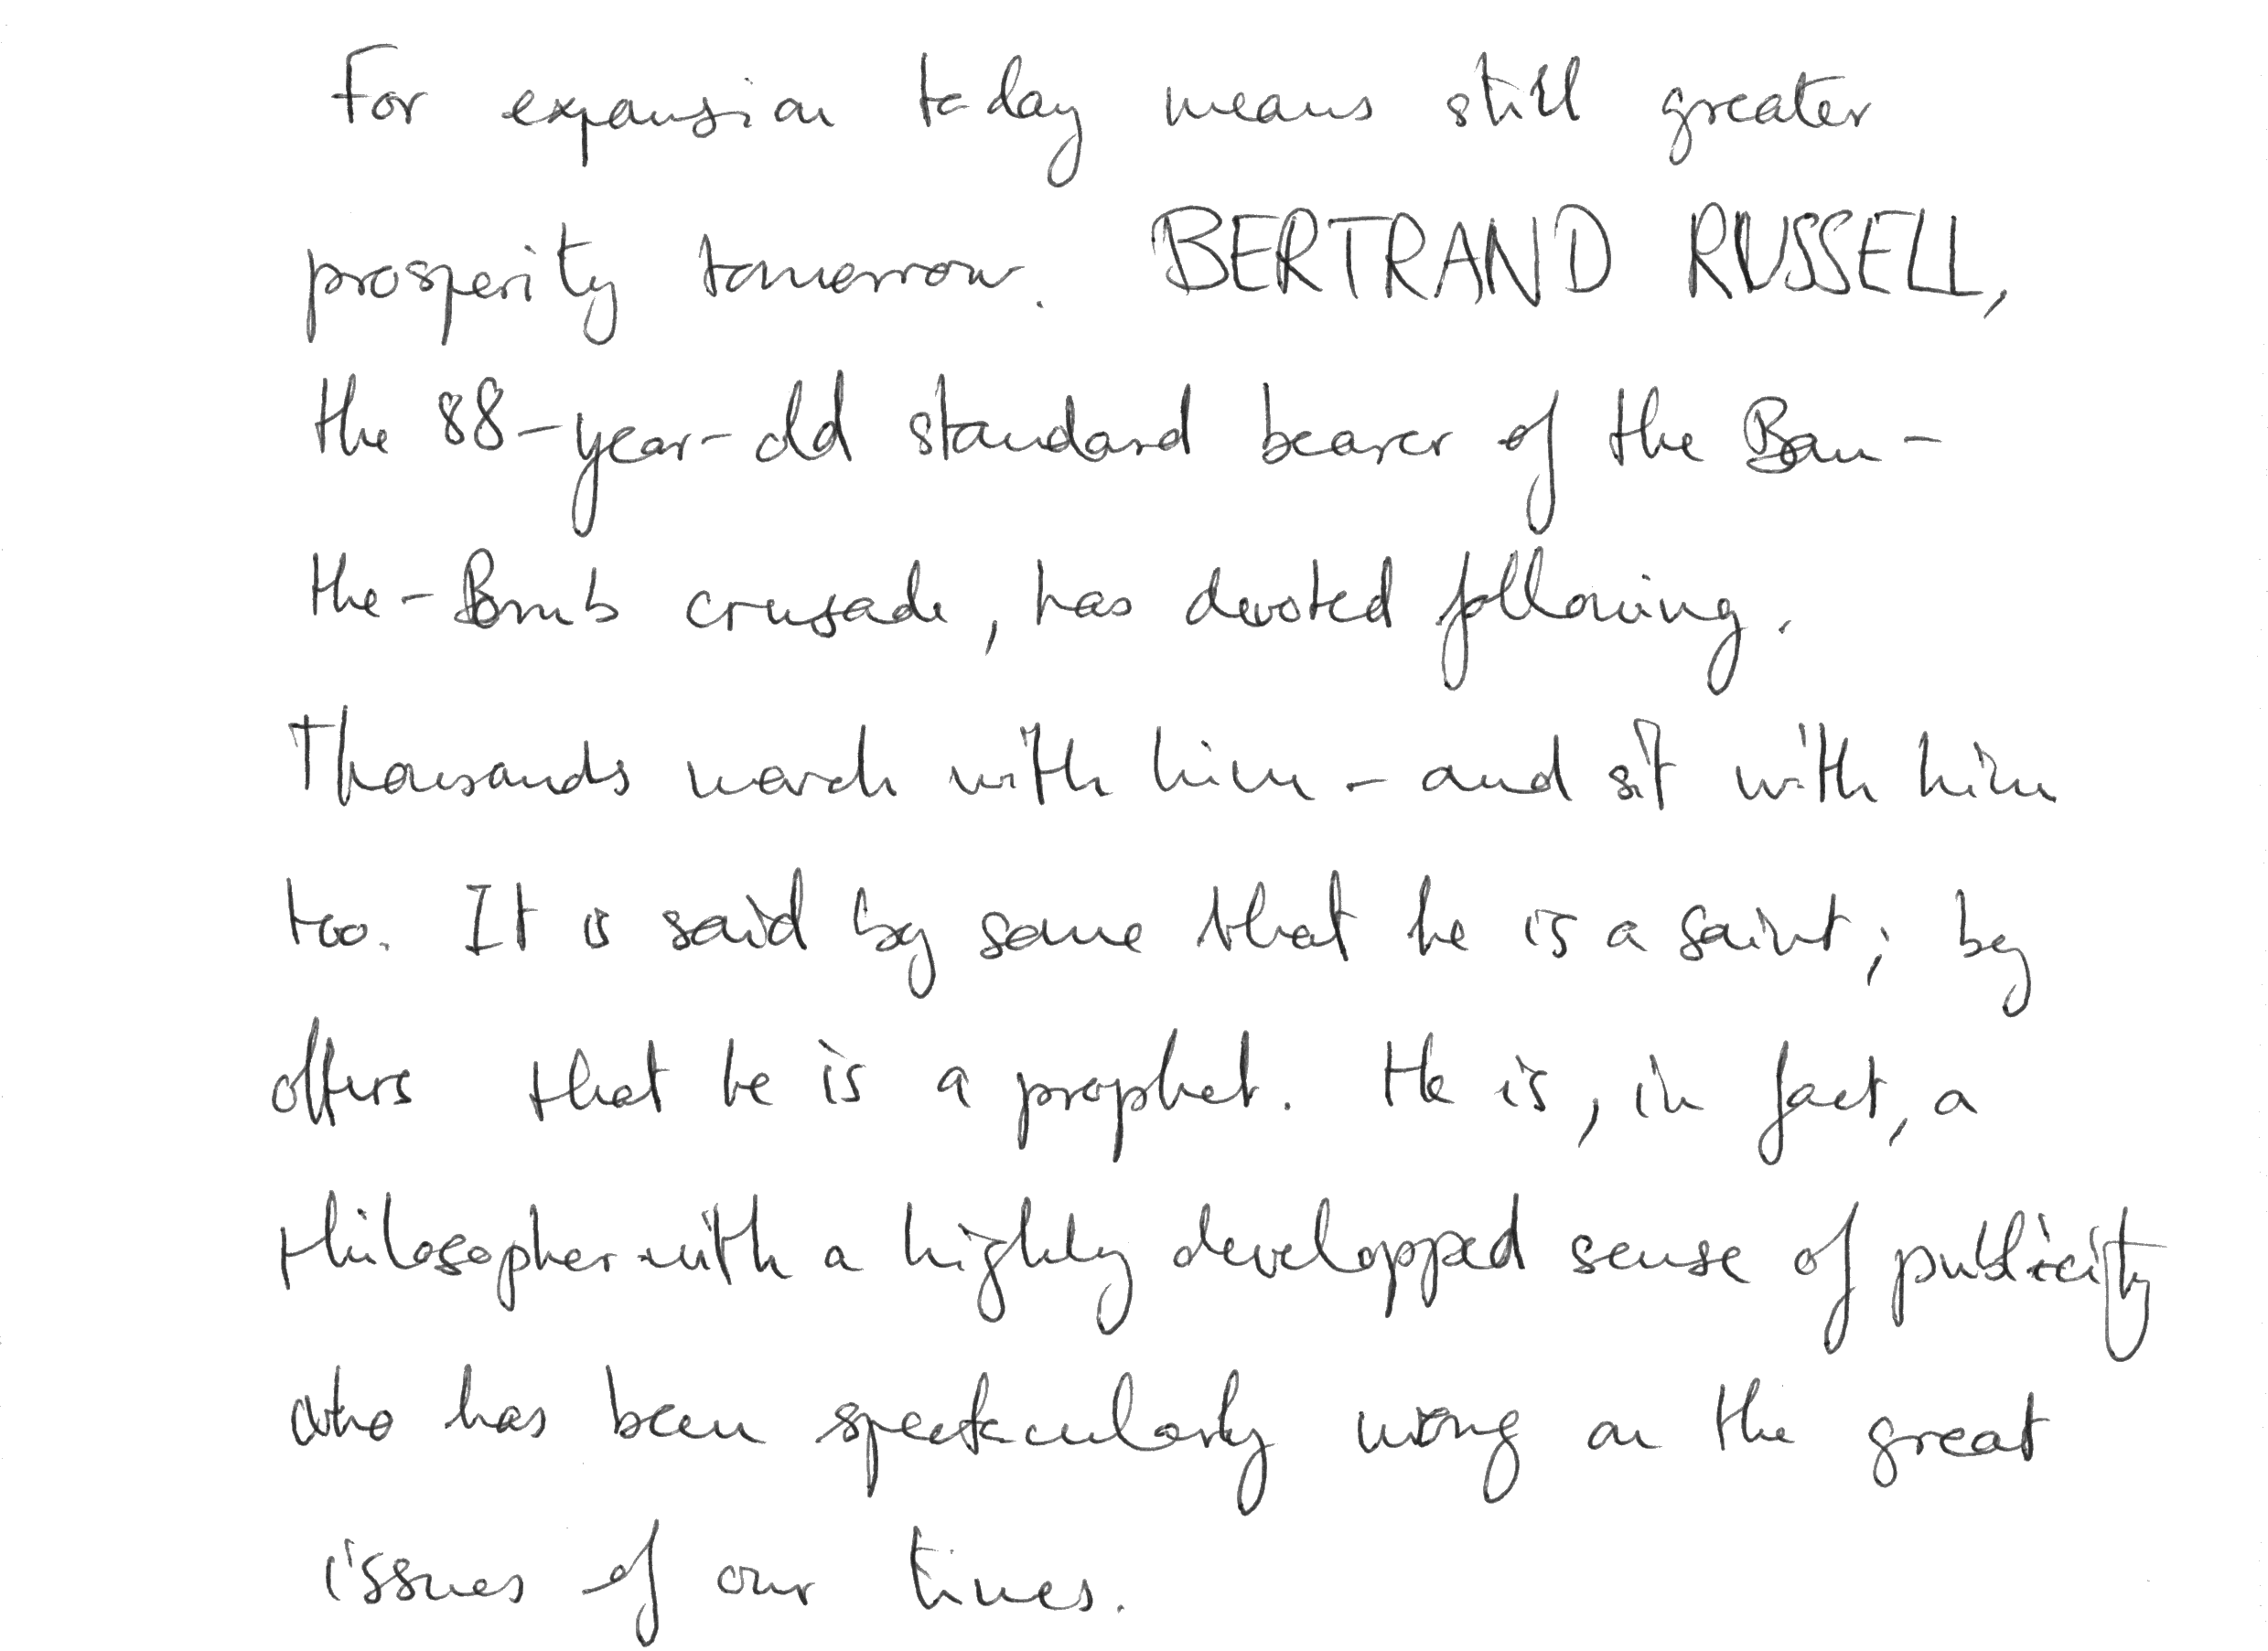 For expansion today means still greater
prosperity tomorrow. BERTRAND RUSSELL,
the 88-year-old standard bearer of the Ban-
the-Bomb crusade, has devoted following.
Thousands march with him - and sit with him
too. It is said by some that he is a saint; by
others that he is a prophet. He is, in fact, a
philosopher with a highly developped sense of publicity
who has been spectacularly wrong on the great
issues of our times.